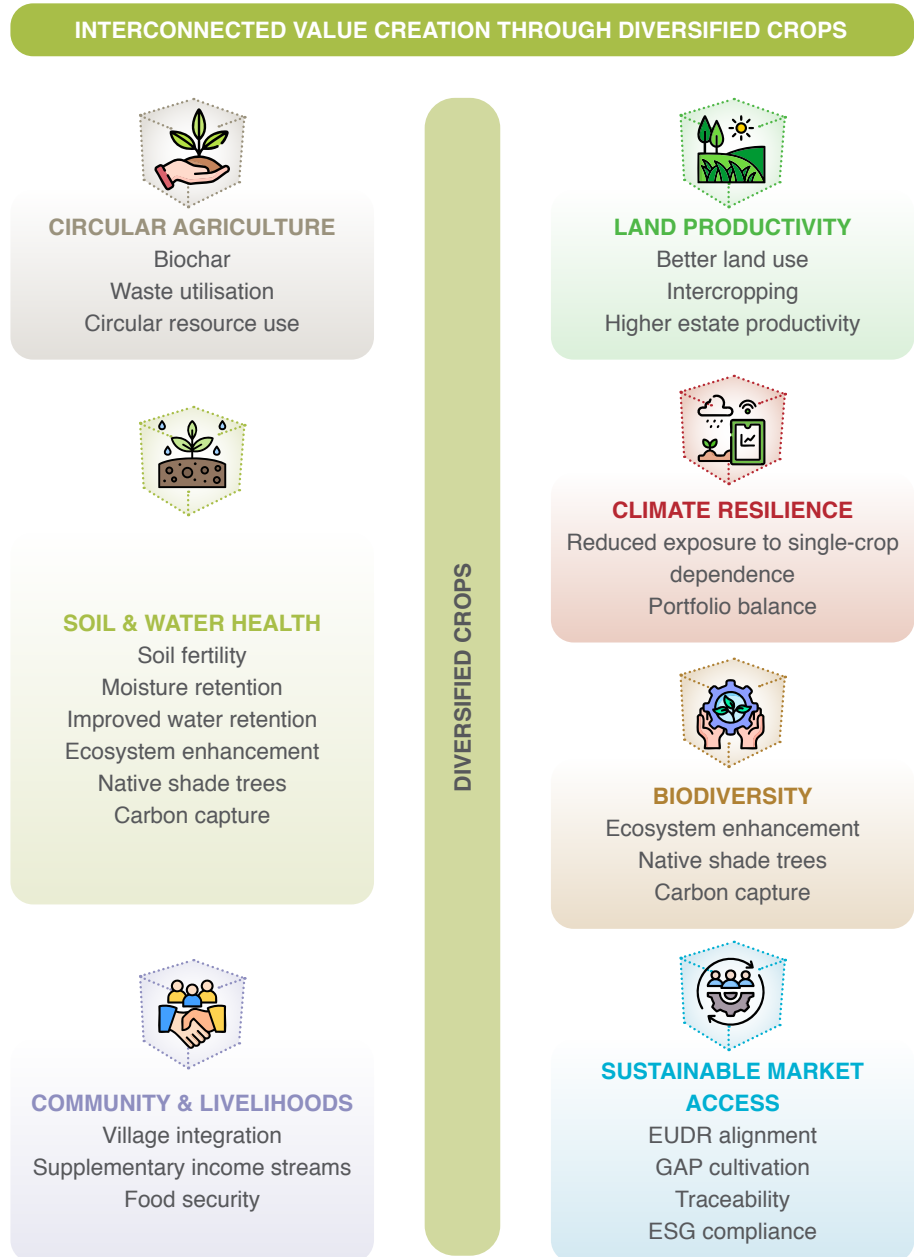 INTERCONNECTED VALUE CREATION THROUGH DIVERSIFIED CROPS
CIRCULAR AGRICULTURE
Biochar
Waste utilisation
Circular resource use
SOIL & WATER HEALTH
Soil fertility
Moisture retention
Improved water retention
Ecosystem enhancement
Native shade trees
Carbon capture
COMMUNITY & LIVELIHOODS
Village integration
Supplementary income streams
Food security
DIVERSIFIED CROPS
LAND PRODUCTIVITY
Better land use
Intercropping
Higher estate productivity
CLIMATE RESILIENCE
Reduced exposure to single-crop
dependence
Portfolio balance
BIODIVERSITY
Ecosystem enhancement
Native shade trees
Carbon capture
SUSTAINABLE MARKET
ACCESS
EUDR alignment
GAP cultivation
Traceability
ESG compliance